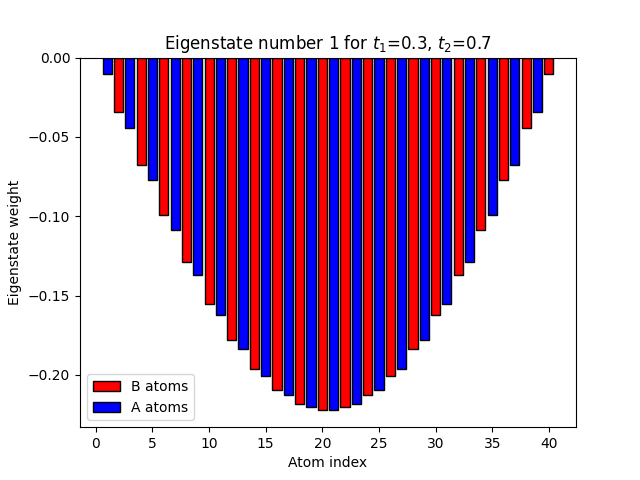 Eigenstate number 1 for t₁=0.3, t₂=0.7
0.00
−0.05
−0.10
−0.15
−0.20
Eigenstate weight
B atoms
A atoms
0 5 10 15 20 25 30 35 40
Atom index